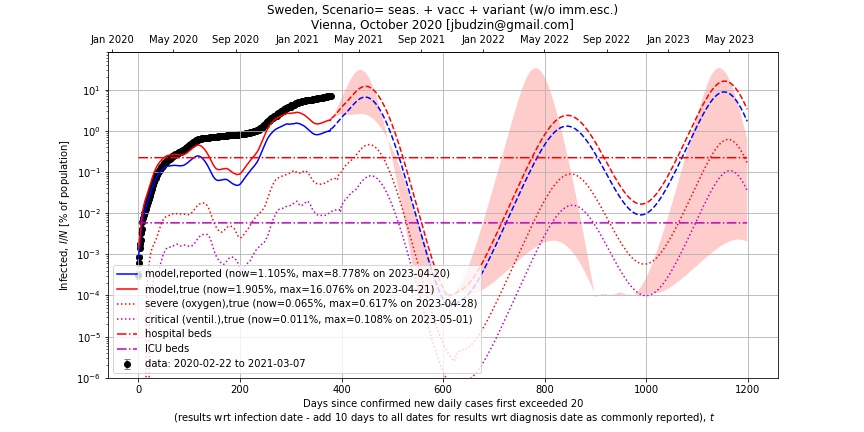 Sweden, Scenario= seas. + vacc + variant (w/o imm.esc.)
Vienna, October 2020 [jbudzin@gmail.com]
Jan 2020 May 2020 Sep 2020 Jan 2021 May 2021 Sep 2021 Jan 2022 May 2022 Sep 2022 Jan 2023 May 2023
Infected, I/N [% of population]
10¹
10⁰
10⁻¹
10⁻²
10⁻³
10⁻⁴
10⁻⁵
10⁻⁶
model,reported (now=1.105%, max=8.778% on 2023-04-20)
model,true (now=1.905%, max=16.076% on 2023-04-21)
severe (oxygen),true (now=0.065%, max=0.617% on 2023-04-28)
critical (ventil.),true (now=0.011%, max=0.108% on 2023-05-01)
hospital beds
ICU beds
data: 2020-02-22 to 2021-03-07
0 200 400 600 800 1000 1200
Days since confirmed new daily cases first exceeded 20
(results wrt infection date - add 10 days to all dates for results wrt diagnosis date as commonly reported), t